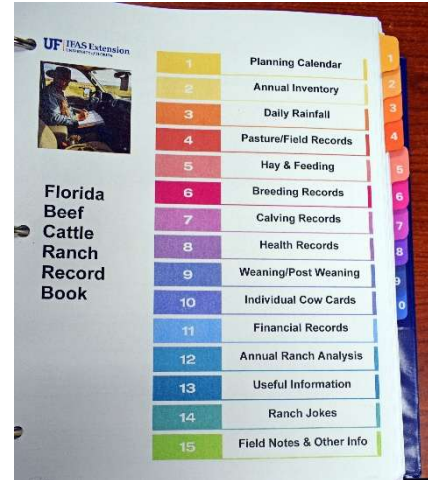 UF IFAS Extension
UNIVERSITY of FLORIDA
Florida
Beef
Cattle
Ranch
Record
Book
1 Planning Calendar
2 Annual Inventory
3 Daily Rainfall
4 Pasture/Field Records
5 Hay & Feeding
6 Breeding Records
7 Calving Records
8 Health Records
9 Weaning/Post Weaning
10 Individual Cow Cards
11 Financial Records
12 Annual Ranch Analysis
13 Useful Information
14 Ranch Jokes
15 Field Notes & Other Info
1
2
3
4
5
6
7
8
9
0